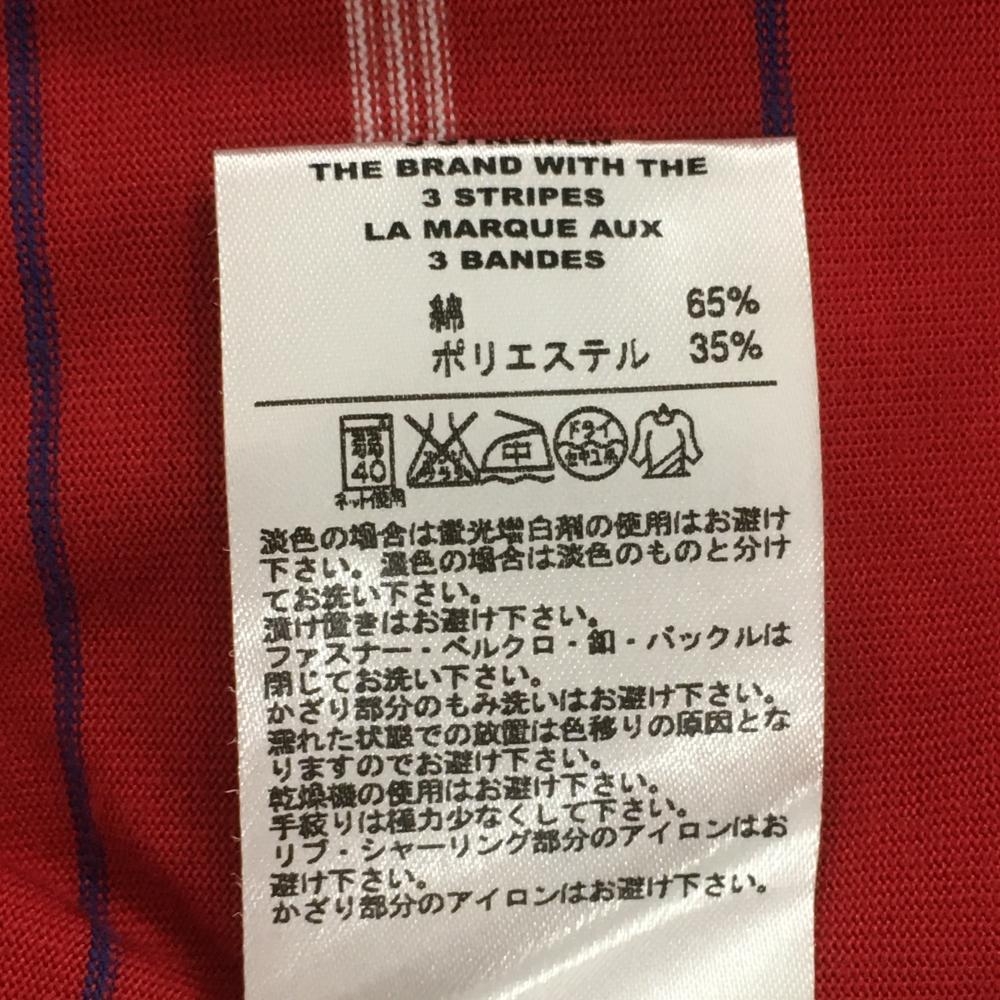 THE BRAND WITH THE
3 STRIPES
LA MARQUE AUX
3 BANDES
綿 65%
ポリエステル 35%
弱 40 中 ドライ セキユ系
ネット使用
淡色の場合は蛍光増白剤の使用はお避け
下さい。濃色の場合は淡色のものと分け
てお洗い下さい。
漬け置きはお避け下さい。
ファスナー・ベルクロ・釦・バックルは
閉じてお洗い下さい。
かざり部分のもみ洗いはお避け下さい。
濡れた状態での放置は色移りの原因とな
りますのでお避け下さい。
乾燥機の使用はお避け下さい。
手絞りは極力少なくして下さい。
リブ・シャーリング部分のアイロンはお
避け下さい。
かざり部分のアイロンはお避け下さい。